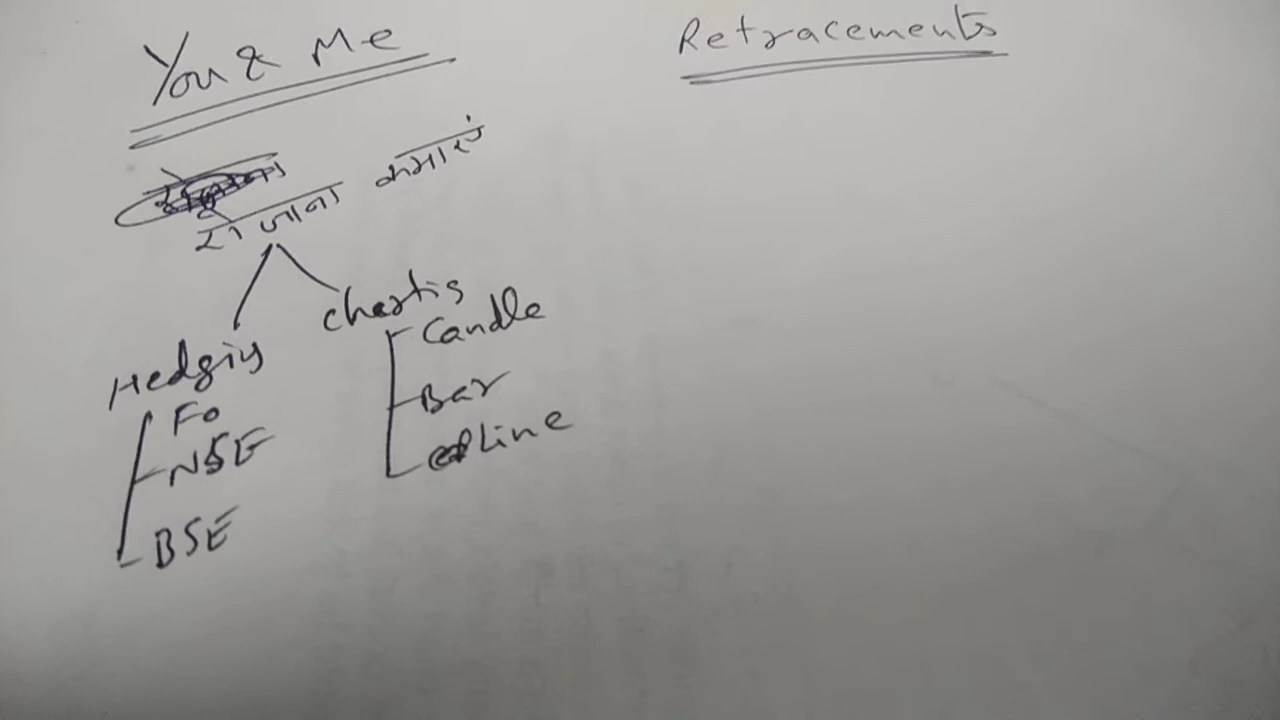 You & Me
Retracements
रोजाना कमाएं
Hedgiy
Fo
NSE
BSE
Chartis
Candle
Bar
Line